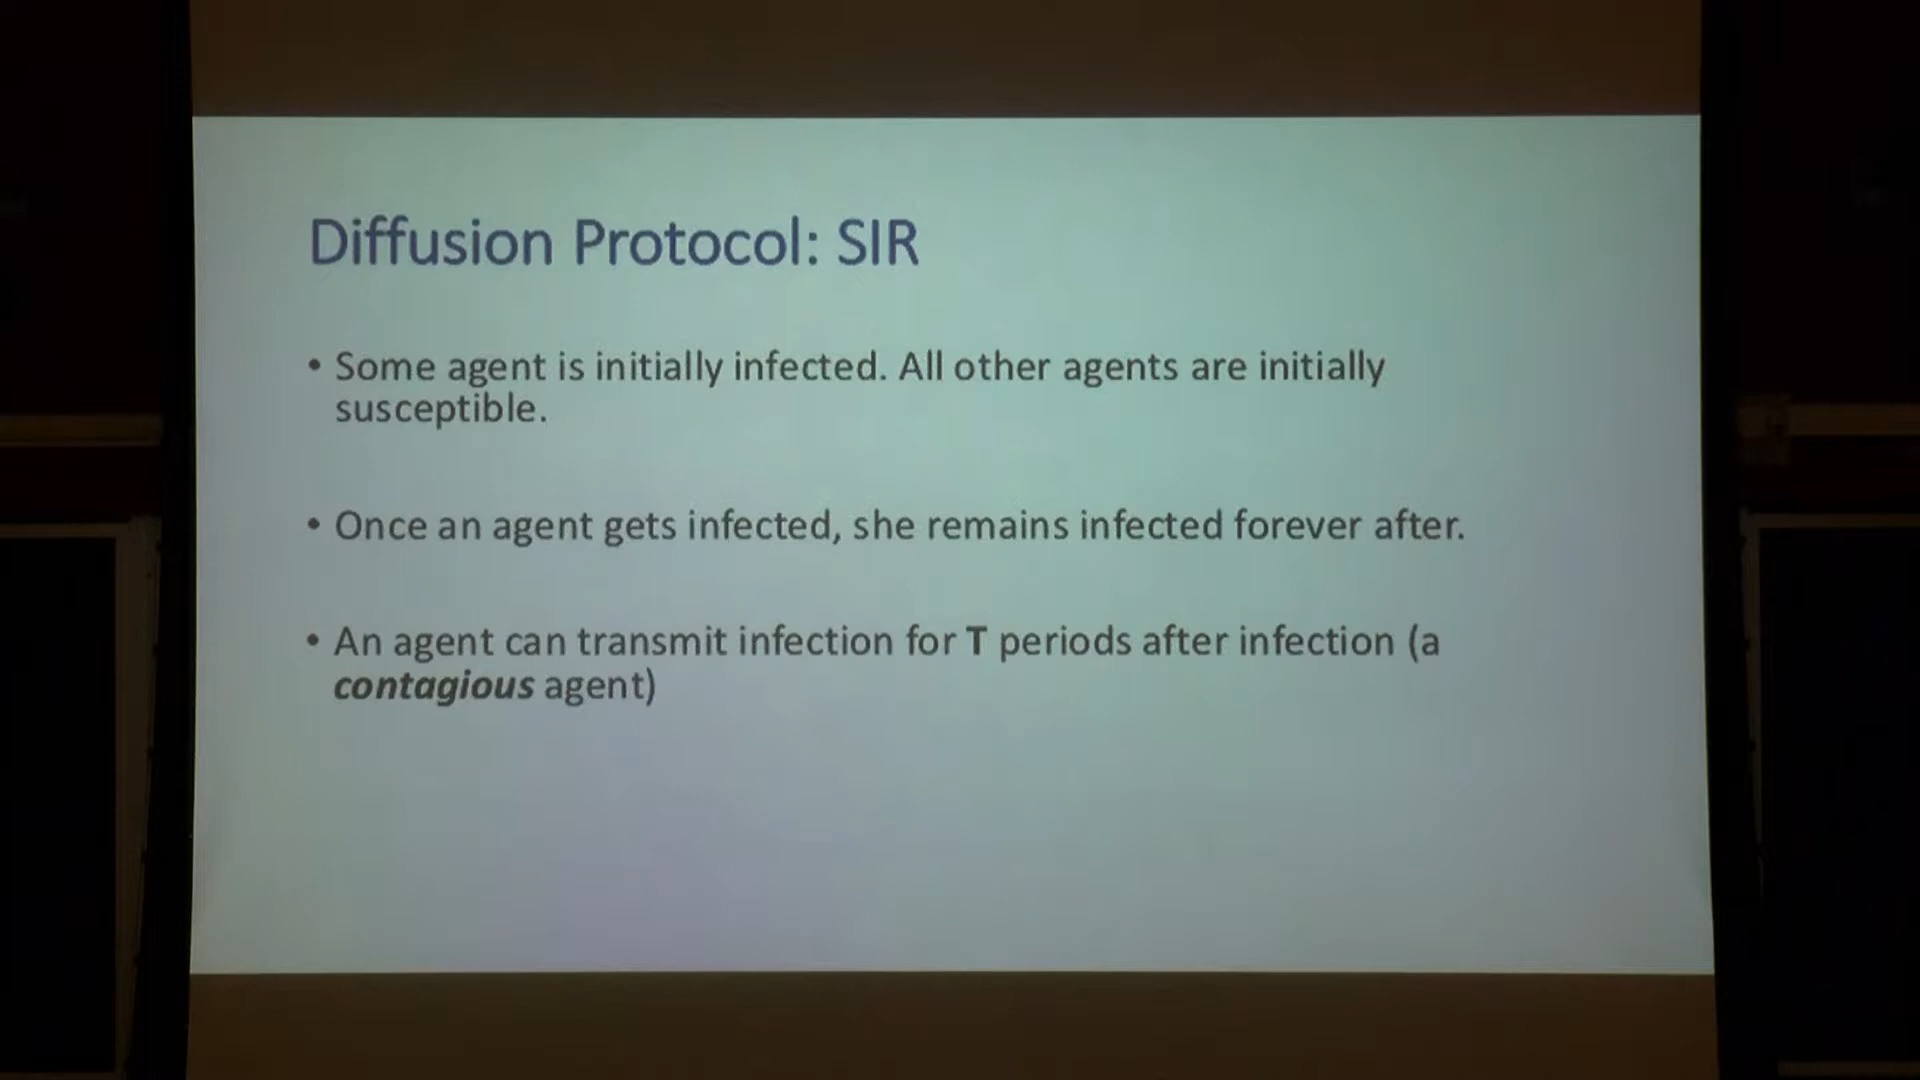 Diffusion Protocol: SIR
• Some agent is initially infected. All other agents are initially
susceptible.
• Once an agent gets infected, she remains infected forever after.
• An agent can transmit infection for T periods after infection (a
contagious agent)